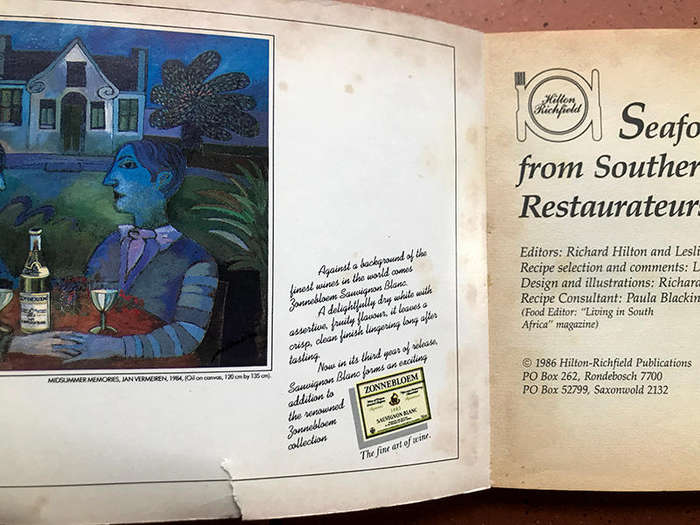 ZONNEBLOEM
MIDSUMMER MEMORIES, JAN VERMEIREN, 1984, (Oil on canvas, 120 cm by 135 cm).
Against a background of the
finest wines in the world comes
Zonnebloem Sauvignon Blanc.
A delightfully dry white with
assertive, fruity flavour, it leaves a
crisp, clean finish lingering long after
tasting.
Now in its third year of release,
Sauvignon Blanc forms an exciting
addition to
the renowned
Zonnebloem
collection
ZONNEBLOEM
SAUVIGNON BLANC
The fine art of wine.
Hilton
Richfield
Seafo
from Souther
Restaurateurs
Editors: Richard Hilton and Lesli
Recipe selection and comments: L
Design and illustrations: Richard
Recipe Consultant: Paula Blackin
(Food Editor: "Living in South
Africa" magazine)
© 1986 Hilton-Richfield Publications
PO Box 262, Rondebosch 7700
PO Box 52799, Saxonwold 2132